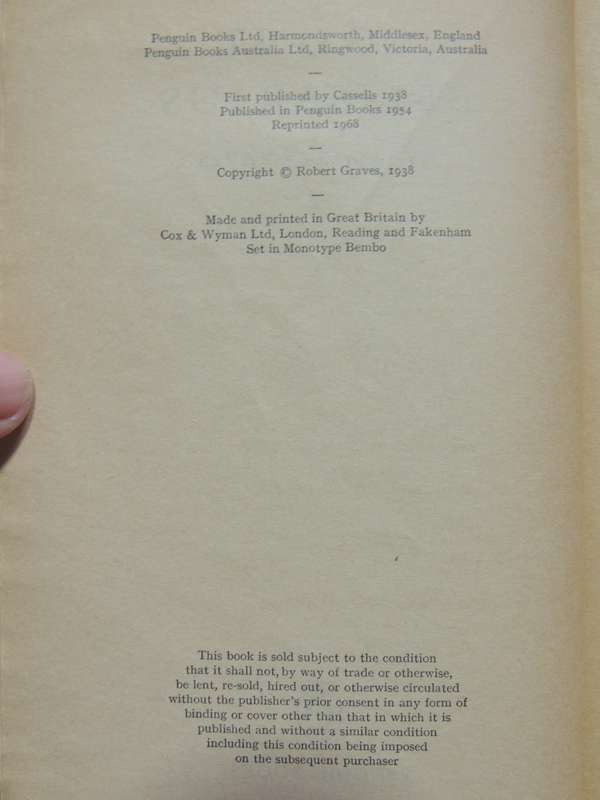 Penguin Books Ltd, Harmondsworth, Middlesex, England
Penguin Books Australia Ltd, Ringwood, Victoria, Australia
—
First published by Cassells 1938
Published in Penguin Books 1954
Reprinted 1968
—
Copyright © Robert Graves, 1938
—
Made and printed in Great Britain by
Cox & Wyman Ltd, London, Reading and Fakenham
Set in Monotype Bembo
This book is sold subject to the condition
that it shall not, by way of trade or otherwise,
be lent, re-sold, hired out, or otherwise circulated
without the publisher's prior consent in any form of
binding or cover other than that in which it is
published and without a similar condition
including this condition being imposed
on the subsequent purchaser